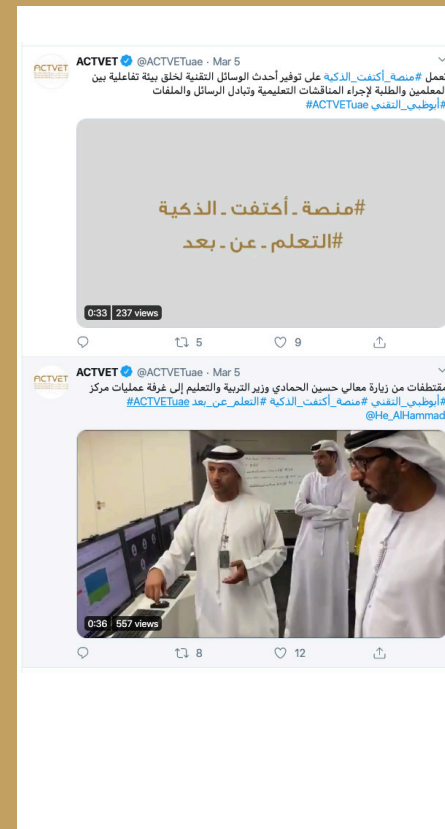 ACTVET
ACTVET @ACTVETuae · Mar 5
تعمل #منصة_أكتفت_الذكية على توفير أحدث الوسائل التقنية لخلق بيئة تفاعلية بين
المعلمين والطلبة لإجراء المناقشات التعليمية وتبادل الرسائل والملفات
#أبوظبي_التقني #ACTVETuae
#منصة_أكتفت_الذكية
#التعلم_عن_بعد
0:33 237 views
5 9
ACTVET
ACTVET @ACTVETuae · Mar 5
مقتطفات من زيارة معالي حسين الحمادي وزير التربية والتعليم إلى غرفة عمليات مركز
#أبوظبي_التقني #منصة_أكتفت_الذكية #التعلم_عن_بعد #ACTVETuae
@He_AlHammad
0:36 557 views
8 12